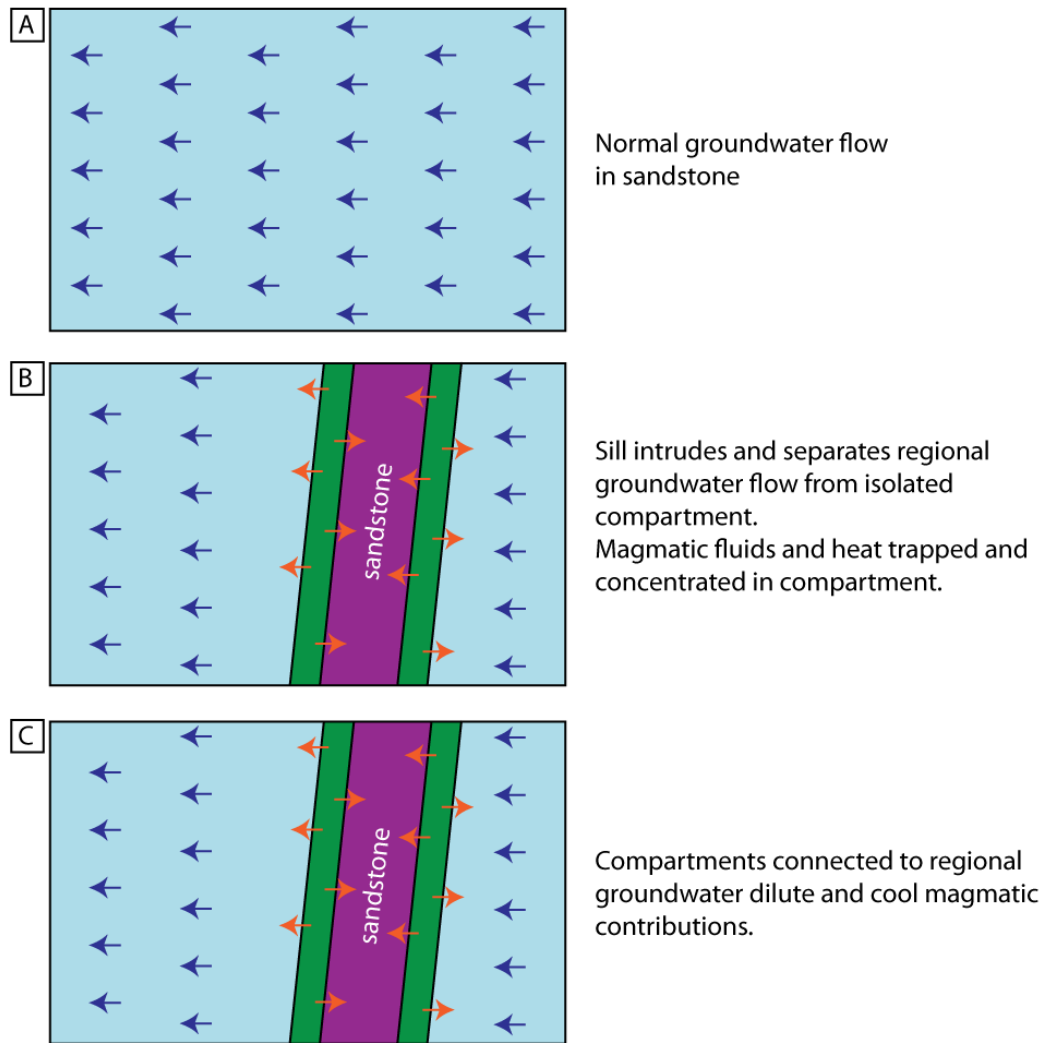 A
Normal groundwater flow
in sandstone
B
sandstone
Sill intrudes and separates regional
groundwater flow from isolated
compartment.
Magmatic fluids and heat trapped and
concentrated in compartment.
C
sandstone
Compartments connected to regional
groundwater dilute and cool magmatic
contributions.